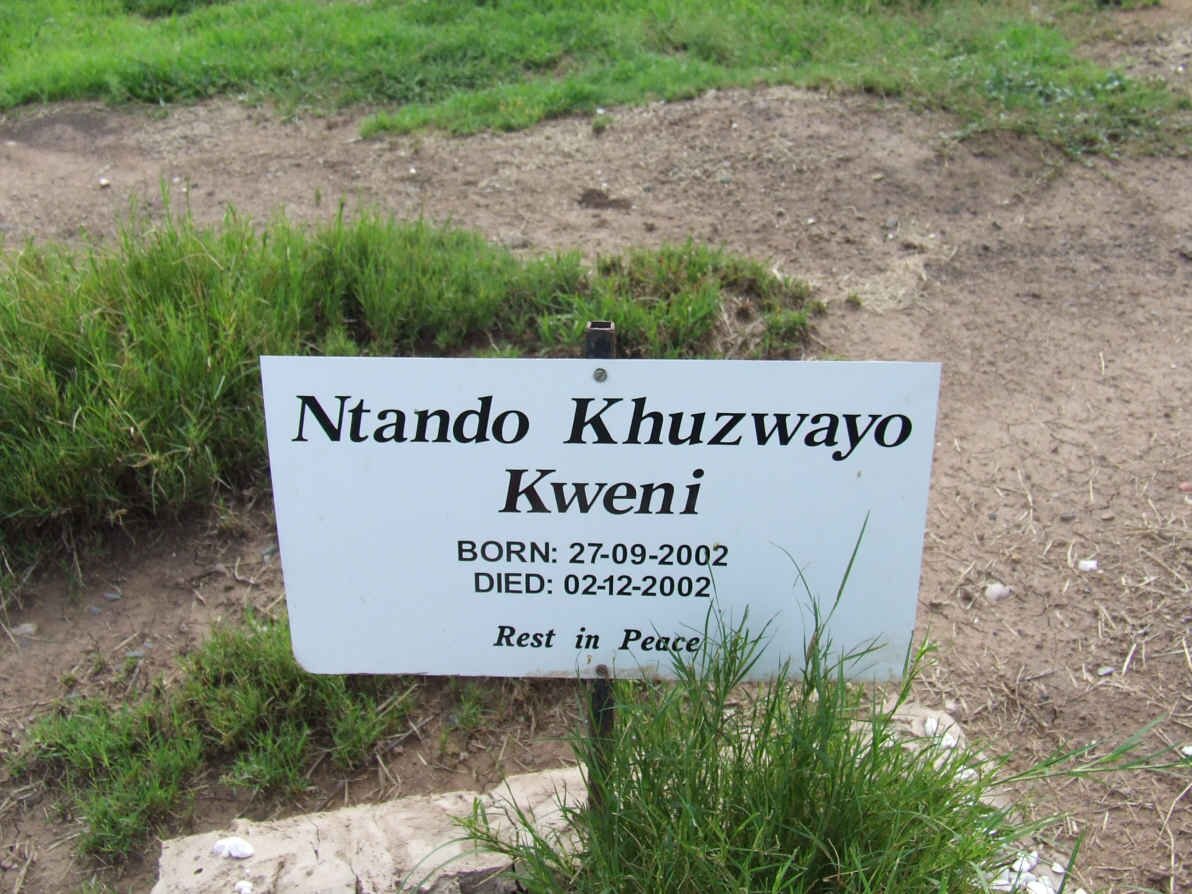 Ntando Khuzwayo
Kweni
BORN: 27-09-2002
DIED: 02-12-2002
Rest in Peace